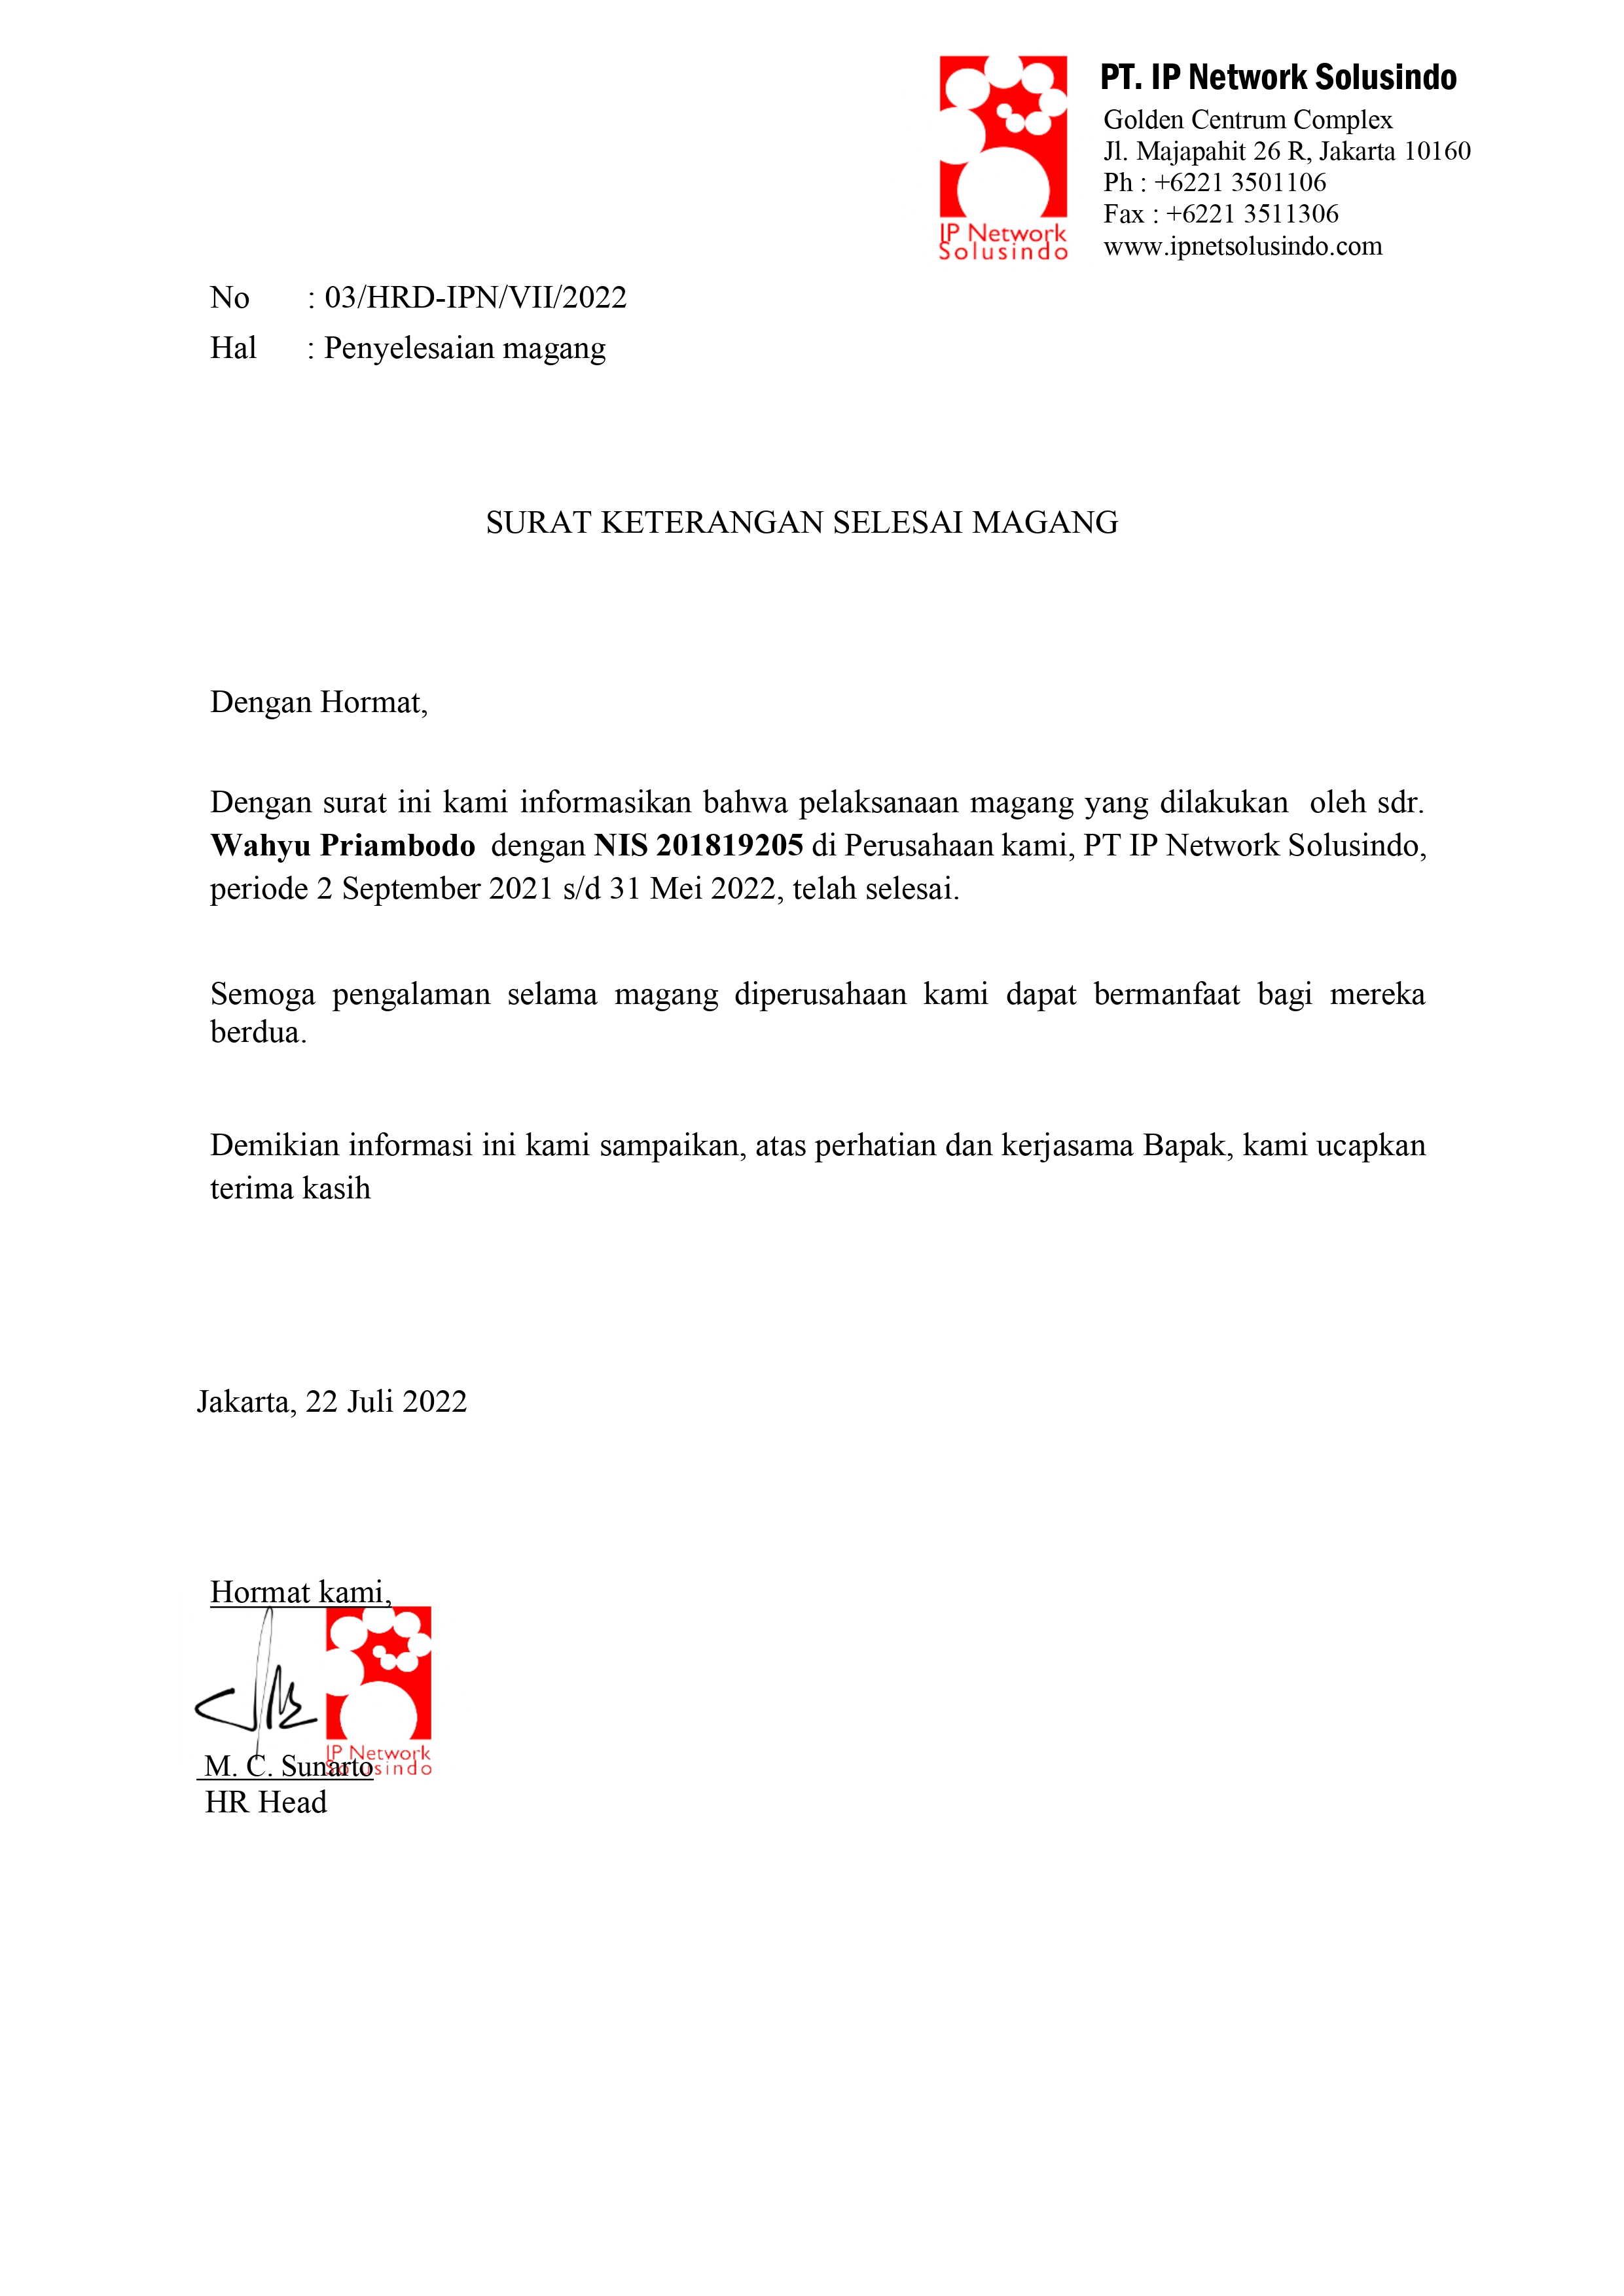 IP Network
Solusindo
PT. IP Network Solusindo
Golden Centrum Complex
Jl. Majapahit 26 R, Jakarta 10160
Ph : +6221 3501106
Fax : +6221 3511306
www.ipnetsolusindo.com
No : 03/HRD-IPN/VII/2022
Hal : Penyelesaian magang
SURAT KETERANGAN SELESAI MAGANG
Dengan Hormat,
Dengan surat ini kami informasikan bahwa pelaksanaan magang yang dilakukan oleh sdr.
Wahyu Priambodo dengan NIS 201819205 di Perusahaan kami, PT IP Network Solusindo,
periode 2 September 2021 s/d 31 Mei 2022, telah selesai.
Semoga pengalaman selama magang diperusahaan kami dapat bermanfaat bagi mereka
berdua.
Demikian informasi ini kami sampaikan, atas perhatian dan kerjasama Bapak, kami ucapkan
terima kasih
Jakarta, 22 Juli 2022
Hormat kami,
IP Network
Solusindo
M. C. Sunarto
HR Head